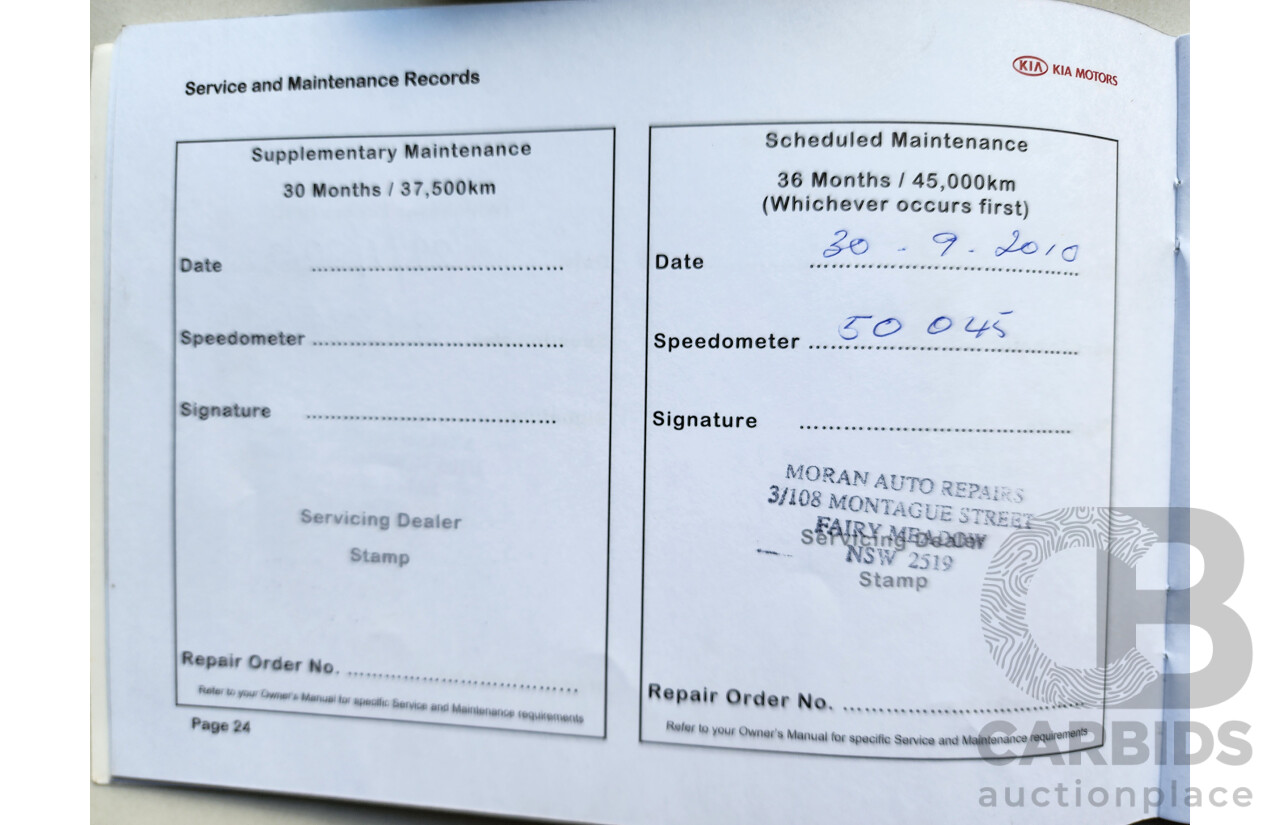 Service and Maintenance Records
KIA KIA MOTORS
Supplementary Maintenance
30 Months / 37,500km
Date
Speedometer
Signature
Servicing Dealer
Stamp
Repair Order No.
Refer to your Owner's Manual for specific Service and Maintenance requirements
Page 24
Scheduled Maintenance
36 Months / 45,000km
(Whichever occurs first)
Date 30 - 9 - 2010
Speedometer 50 045
Signature
MORAN AUTO REPAIRS
3/108 MONTAGUE STREET
FAIRY MEADOW
Servicing Dealer
NSW 2519
Stamp
Repair Order No.
Refer to your Owner's Manual for specific Service and Maintenance requirements
CB
CARBIDS
auctionplace